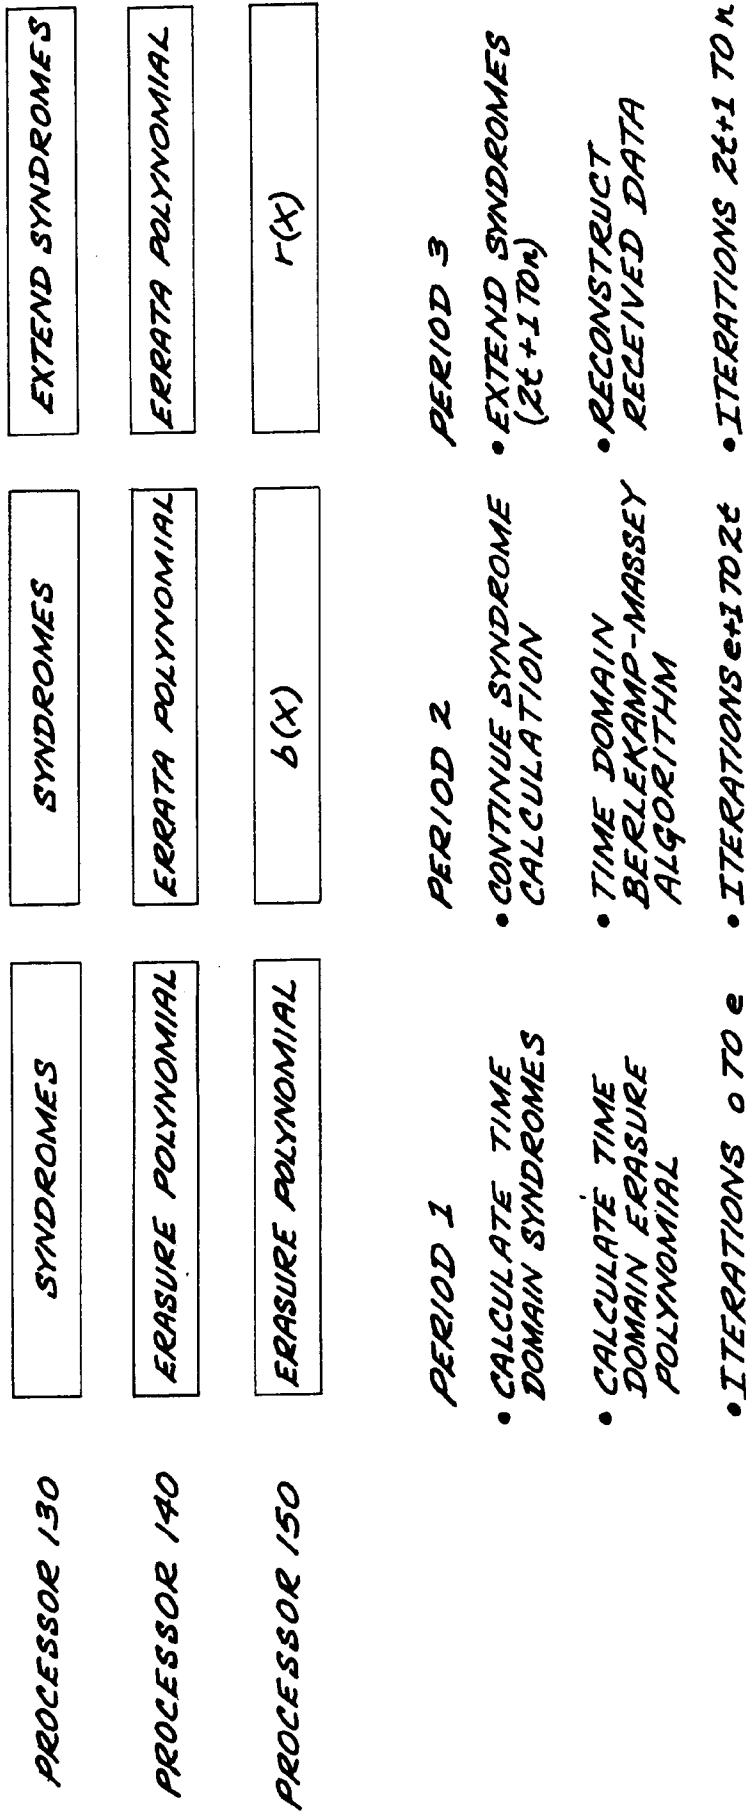 PROCESSOR 130
SYNDROMES
SYNDROMES
EXTEND SYNDROMES
PROCESSOR 140
ERASURE POLYNOMIAL
ERRATA POLYNOMIAL
ERRATA POLYNOMIAL
PROCESSOR 150
ERASURE POLYNOMIAL
b(x)
r(x)
PERIOD 1
• CALCULATE TIME
DOMAIN SYNDROMES
• CALCULATE TIME
DOMAIN ERASURE
POLYNOMIAL
• ITERATIONS 0 TO e
PERIOD 2
• CONTINUE SYNDROME
CALCULATION
• TIME DOMAIN
BERLEKAMP-MASSEY
ALGORITHM
• ITERATIONS e+1 TO 2t
PERIOD 3
• EXTEND SYNDROMES
(2t+1 TO n)
• RECONSTRUCT
RECEIVED DATA
• ITERATIONS 2t+1 TO n